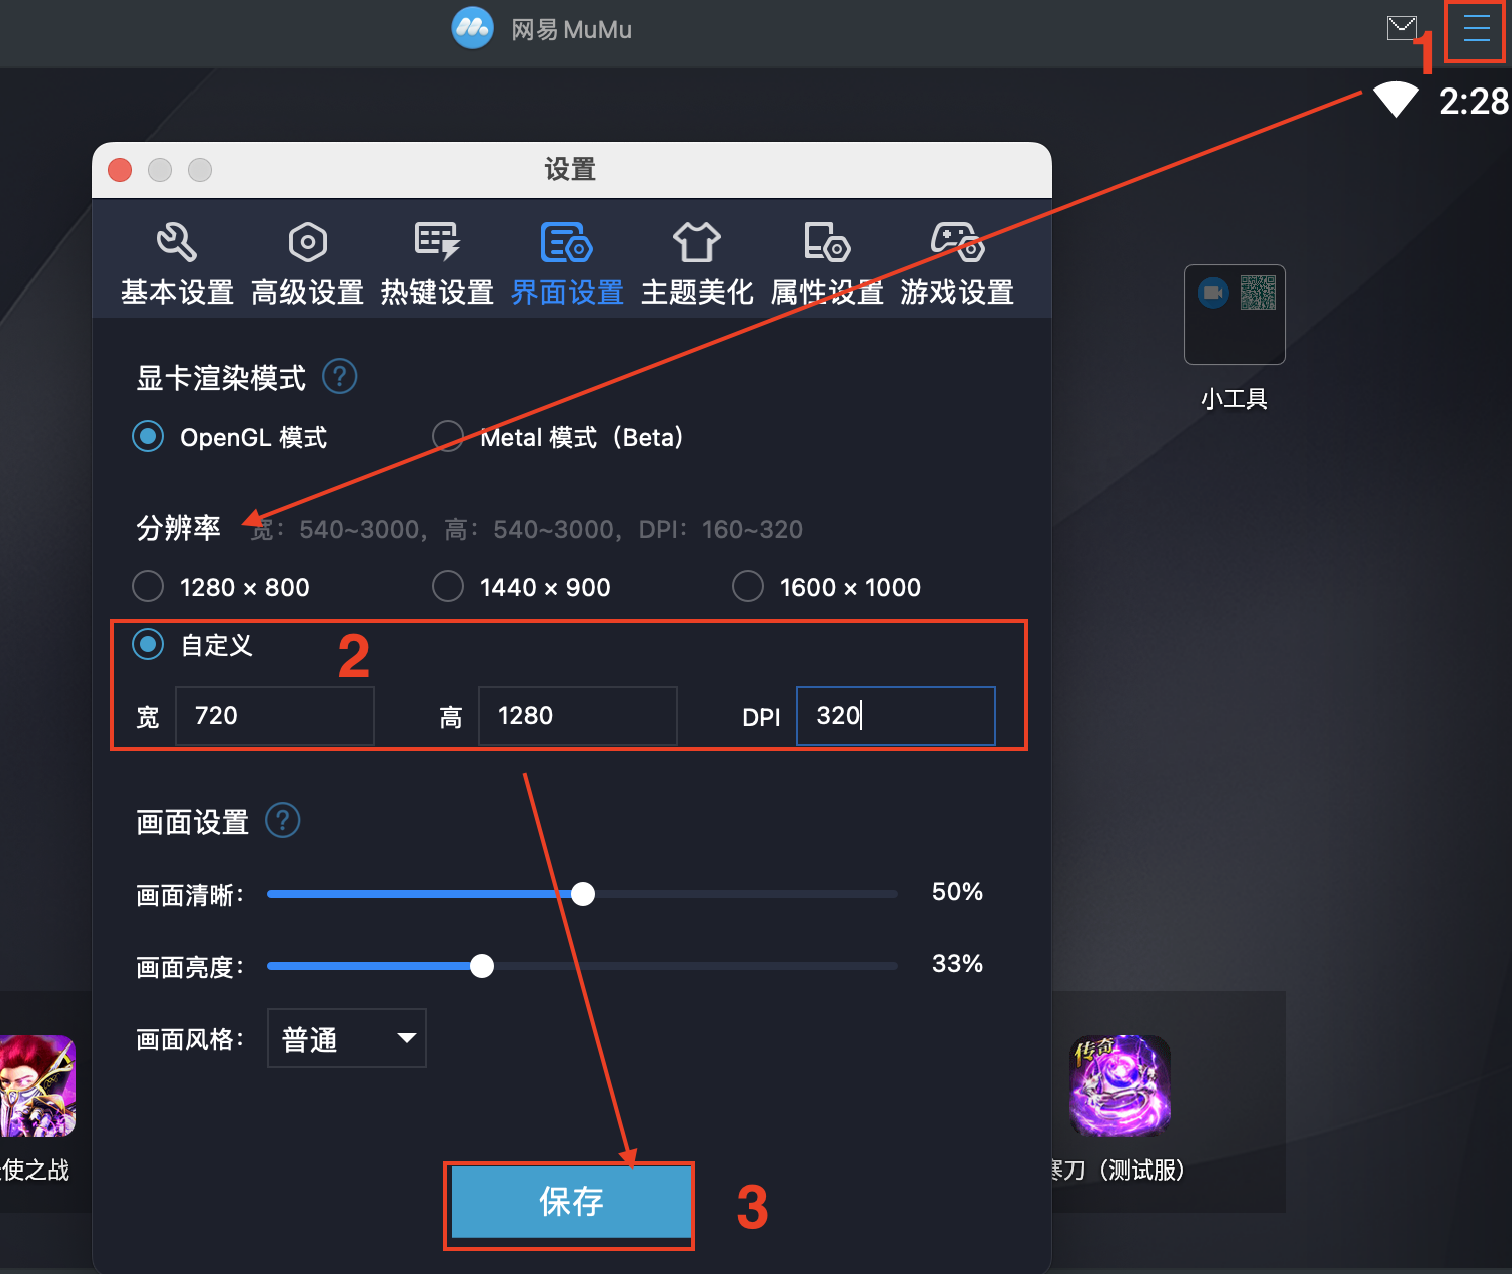 网易 MuMu
1
2:28
设置
基本设置 高级设置 热键设置 界面设置 主题美化 属性设置 游戏设置
显卡渲染模式 ?
OpenGL 模式 Metal 模式（Beta）
分辨率 宽：540~3000，高：540~3000，DPI：160~320
1280 × 800 1440 × 900 1600 × 1000
自定义 2
宽 720 高 1280 DPI 320
画面设置 ?
画面清晰： 50%
画面亮度： 33%
画面风格： 普通
保存 3
小工具
使之战
传奇
寒刀（测试服）